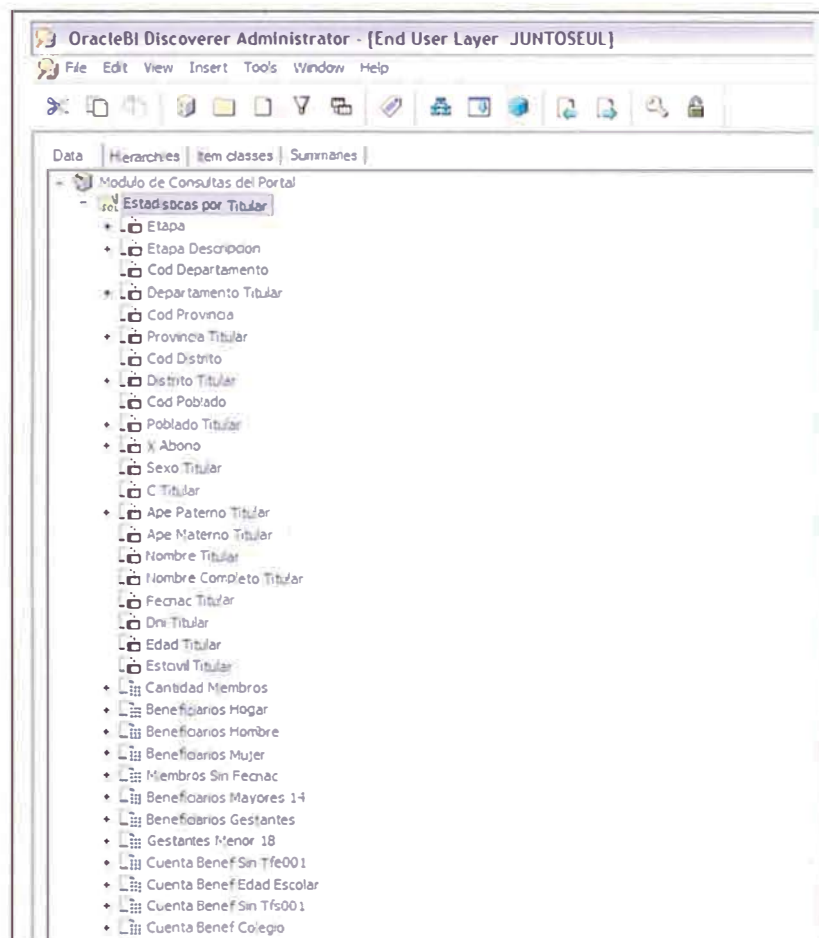 OracleBI Discoverer Administrator - [End User Layer JUNTOSEUL]
File Edit View Insert Tools Window Help
Data Hierarchies Item classes Summaries
Modulo de Consultas del Portal
Estadisticas por Titular
Etapa
Etapa Descripcion
Cod Departamento
Departamento Titular
Cod Provincia
Provincia Titular
Cod Distrito
Distrito Titular
Cod Poblado
Poblado Titular
X Abono
Sexo Titular
C Titular
Ape Paterno Titular
Ape Materno Titular
Nombre Titular
Nombre Completo Titular
Fecnac Titular
Dni Titular
Edad Titular
Estcivil Titular
Cantidad Membros
Beneficiarios Hogar
Beneficiarios Hombre
Beneficiarios Mujer
Membros Sin Fecnac
Beneficiarios Mayores 14
Beneficiarios Gestantes
Gestantes Menor 18
Cuenta Benef Sin Tfe001
Cuenta Benef Edad Escolar
Cuenta Benef Sin Tfs001
Cuenta Benef Colegio